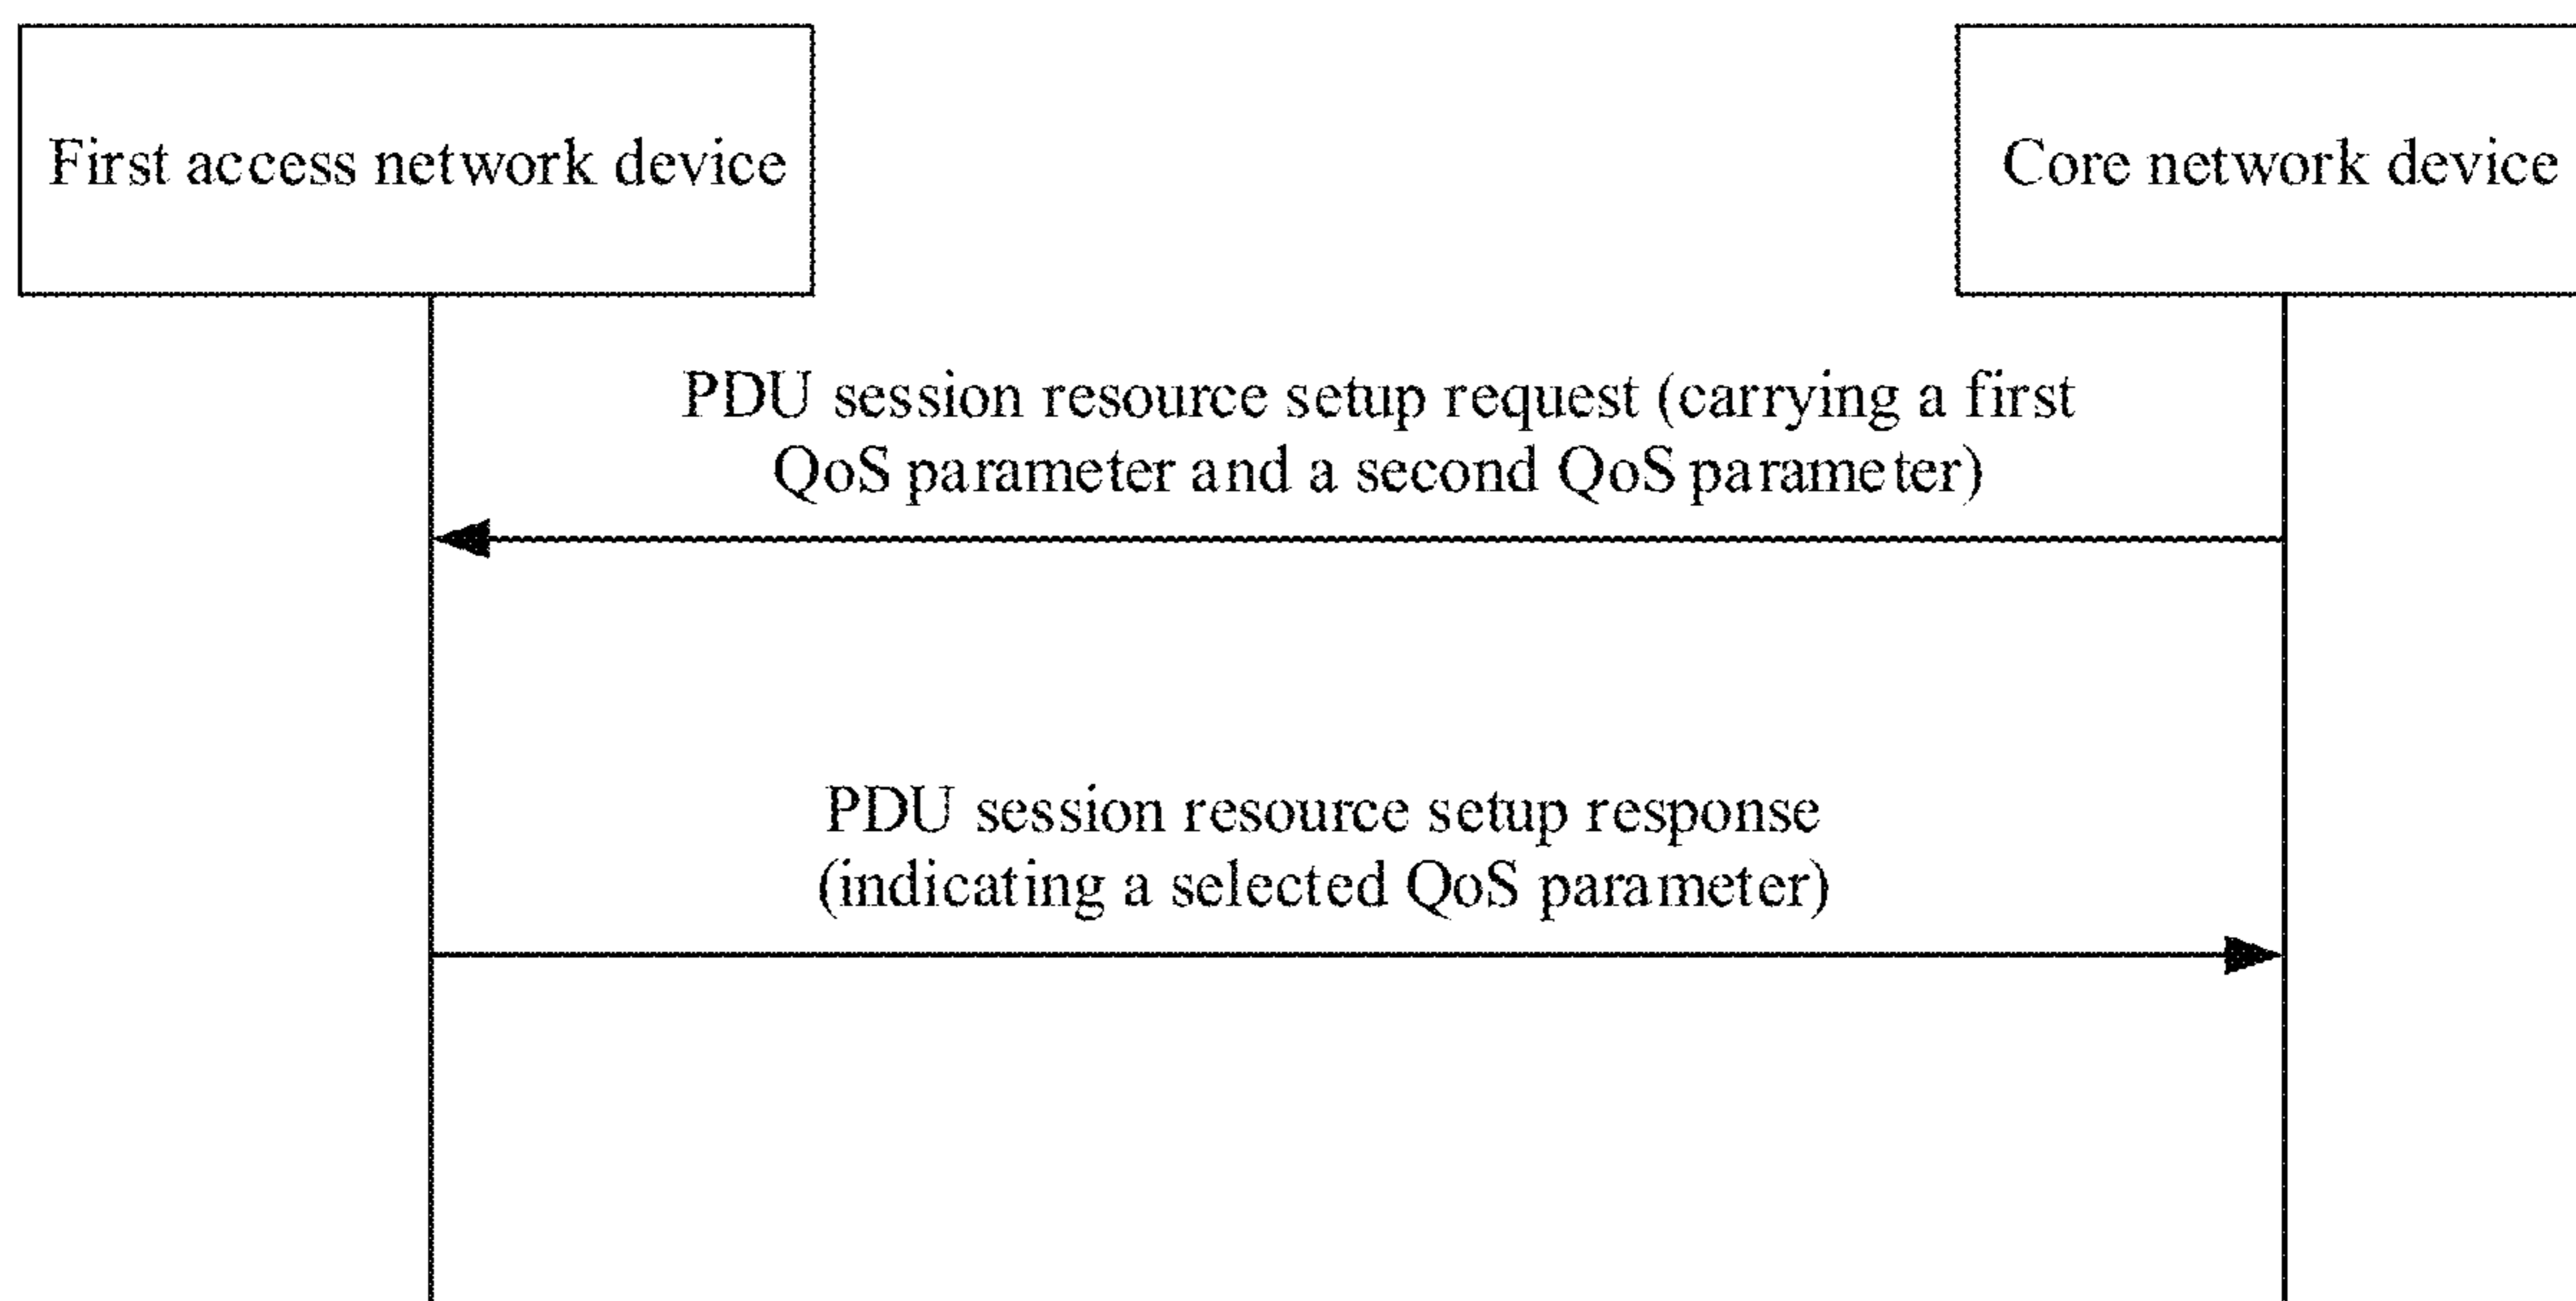 First access network device
Core network device
PDU session resource setup request (carrying a first
QoS parameter and a second QoS parameter)
PDU session resource setup response
(indicating a selected QoS parameter)